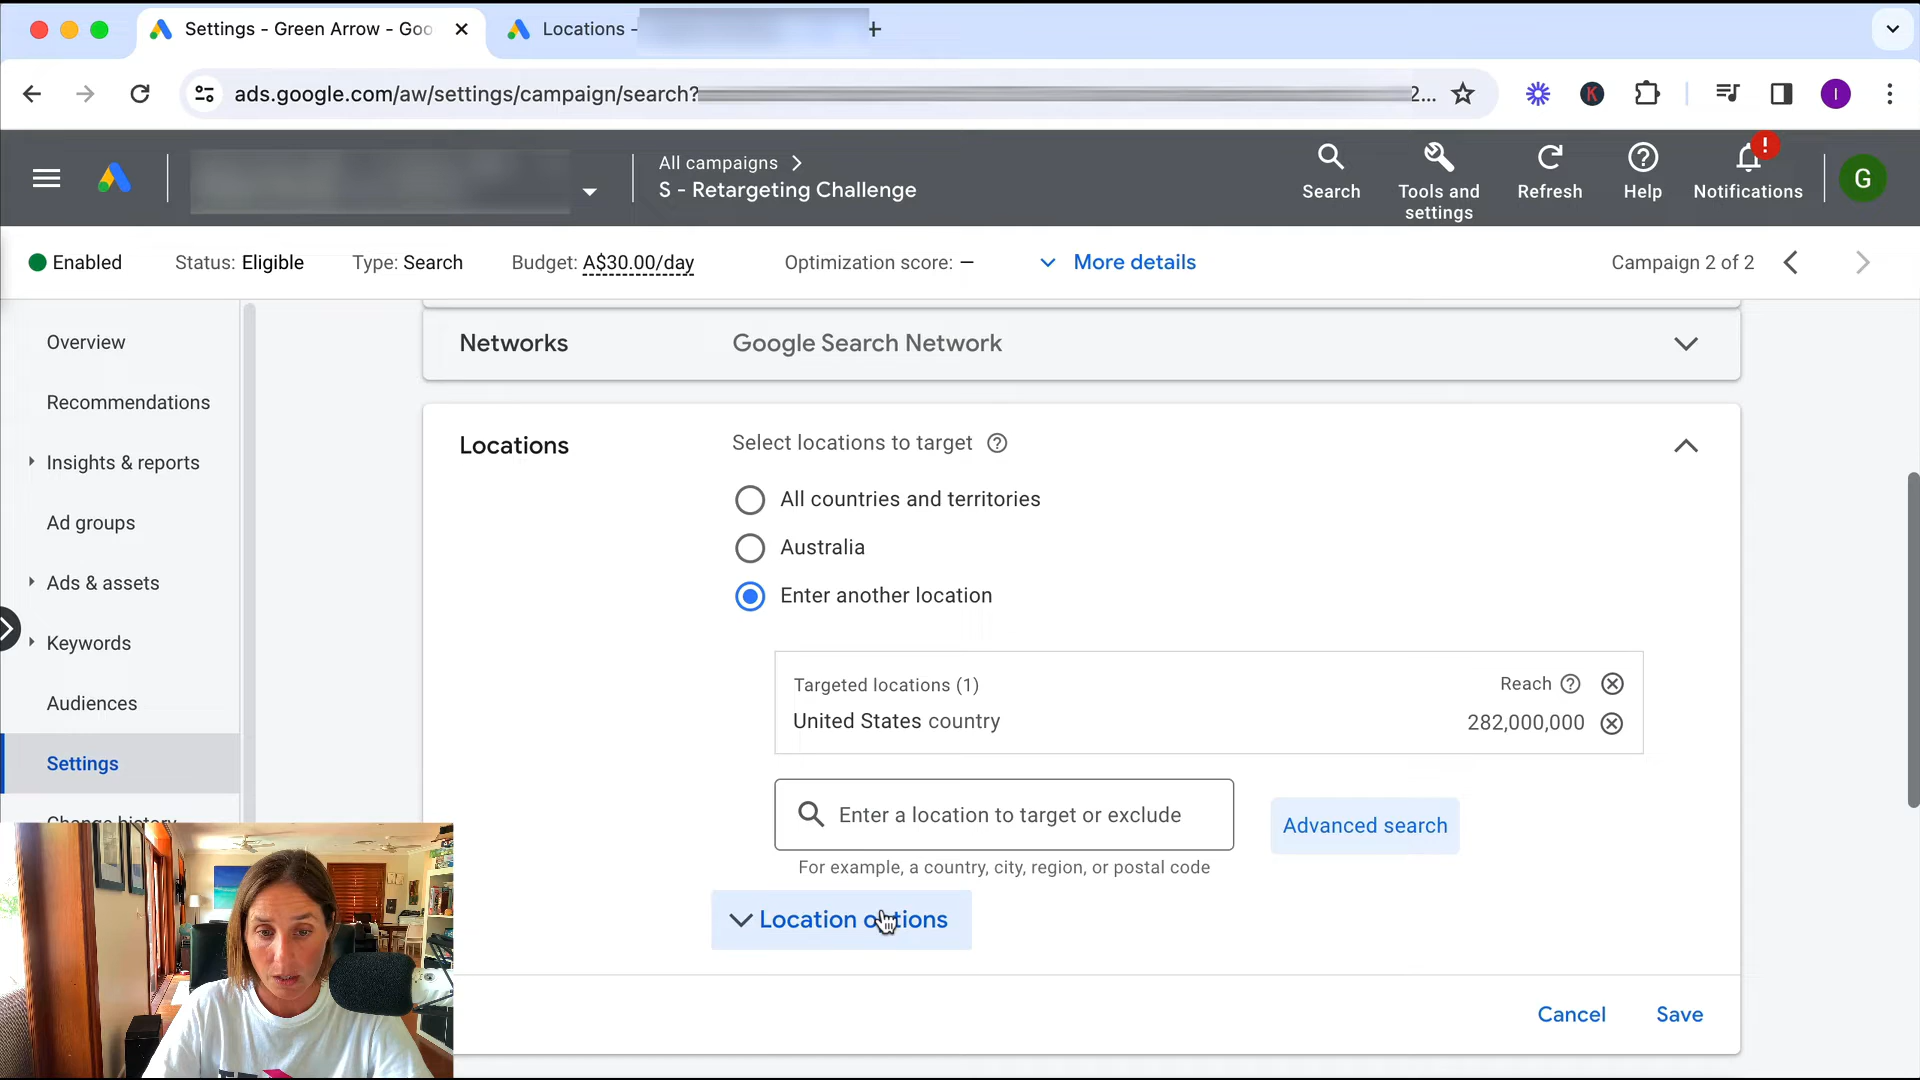 Settings - Green Arrow - Goo
Locations -
ads.google.com/aw/settings/campaign/search?
2...
K
I
All campaigns
S - Retargeting Challenge
Search
Tools and
settings
Refresh
Help
!
Notifications
G
Enabled
Status: Eligible
Type: Search
Budget: A$30.00/day
Optimization score: –
More details
Campaign 2 of 2
Overview
Recommendations
Insights & reports
Ad groups
Ads & assets
Keywords
Audiences
Settings
Change history
Networks
Google Search Network
Locations
Select locations to target
All countries and territories
Australia
Enter another location
Targeted locations (1)
Reach
United States country
282,000,000
Enter a location to target or exclude
Advanced search
For example, a country, city, region, or postal code
Location options
Cancel
Save